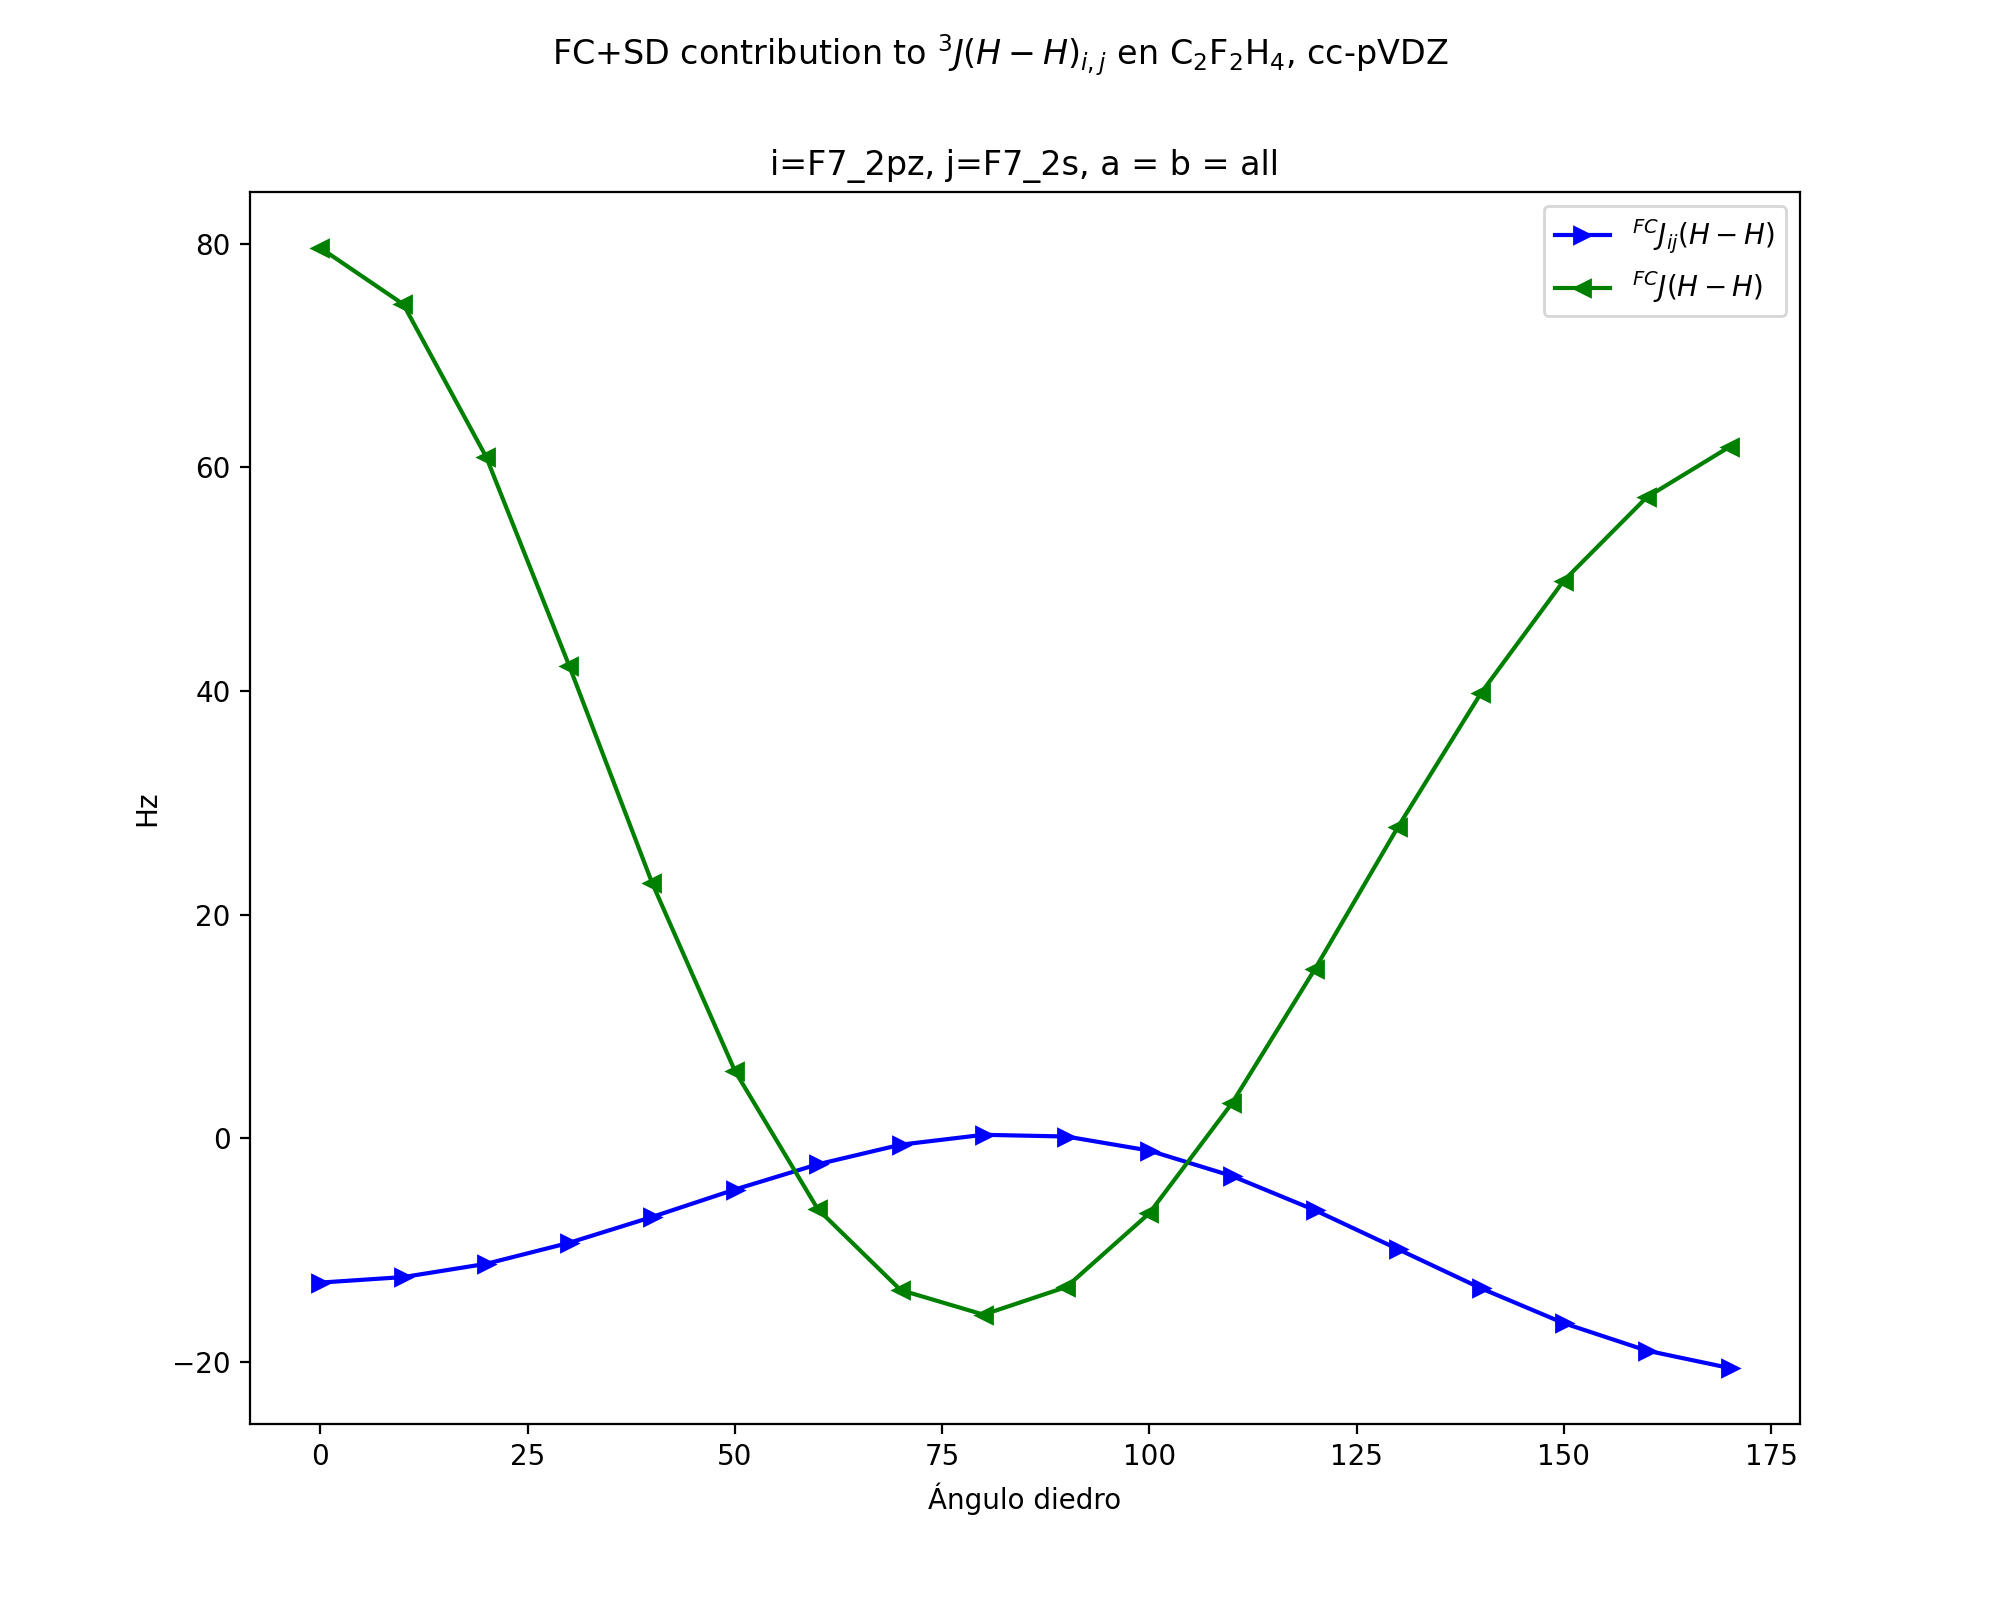 FC+SD contribution to ³J(H − H)ᵢ,ⱼ en C₂F₂H₄, cc-pVDZ
i=F7_2pz, j=F7_2s, a = b = all
ꟳꟲJᵢⱼ(H − H)
ꟳꟲJ(H − H)
80
60
40
20
0
−20
Hz
0 25 50 75 100 125 150 175
Ángulo diedro